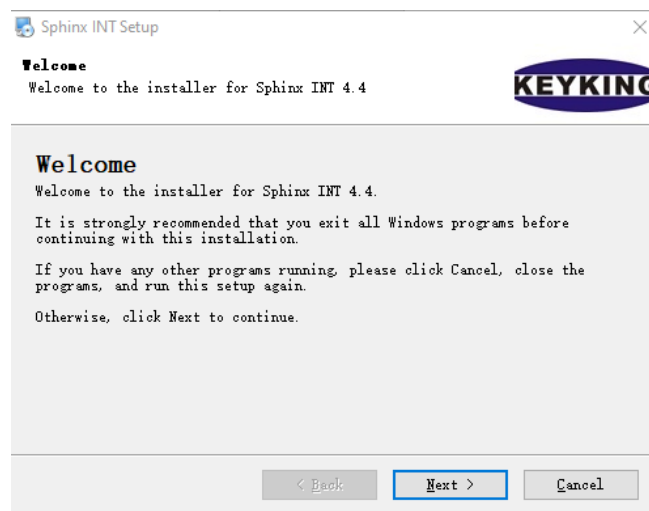 Sphinx INT Setup
Welcome
Welcome to the installer for Sphinx INT 4.4
KEYKING
Welcome
Welcome to the installer for Sphinx INT 4.4.
It is strongly recommended that you exit all Windows programs before
continuing with this installation.
If you have any other programs running, please click Cancel, close the
programs, and run this setup again.
Otherwise, click Next to continue.
< Back
Next >
Cancel